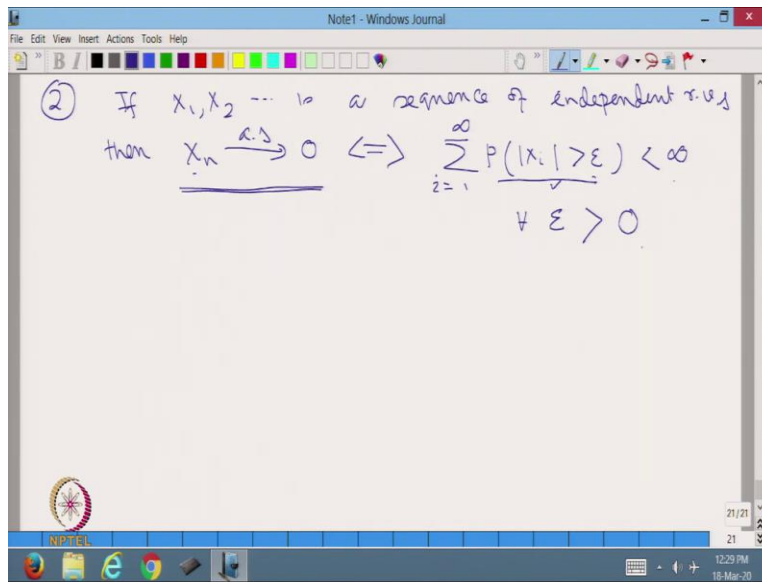 Note1 - Windows Journal
File Edit View Insert Actions Tools Help
B I
② If X₁, X₂ --- is a sequence of independent r.vs
then Xₙ —a.s→ 0 <=> ∑_{i=1}^{∞} P(|Xᵢ| > ε) < ∞
∀ ε > 0
21/21
NPTEL
21
12:29 PM
18-Mar-20